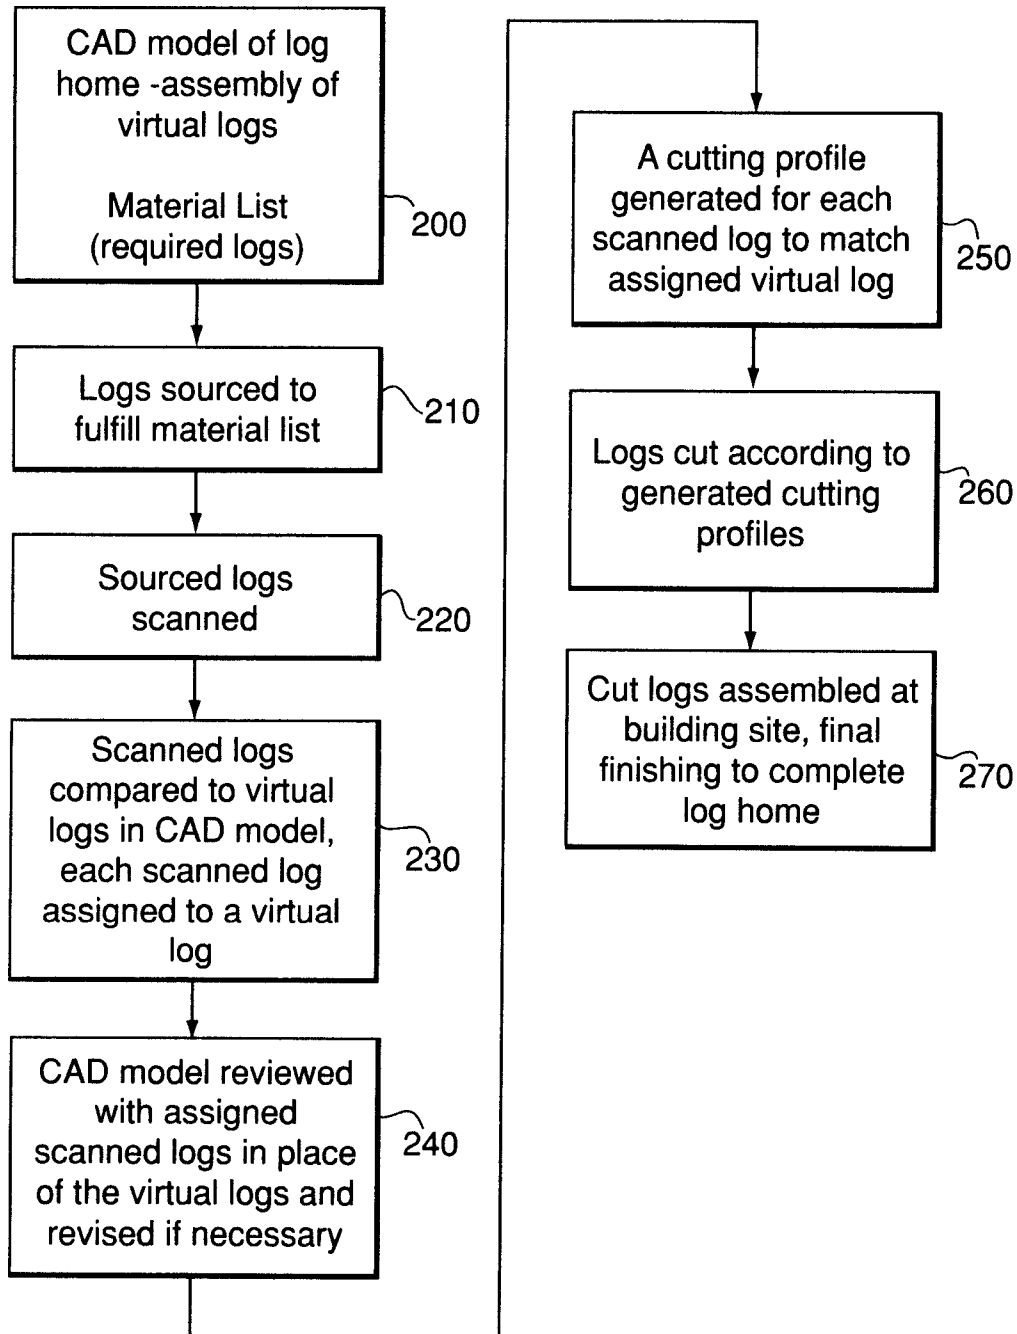 CAD model of log
home -assembly of
virtual logs
Material List
(required logs)
200
Logs sourced to
fulfill material list
210
Sourced logs
scanned
220
Scanned logs
compared to virtual
logs in CAD model,
each scanned log
assigned to a virtual
log
230
CAD model reviewed
with assigned
scanned logs in place
of the virtual logs and
revised if necessary
240
A cutting profile
generated for each
scanned log to match
assigned virtual log
250
Logs cut according to
generated cutting
profiles
260
Cut logs assembled at
building site, final
finishing to complete
log home
270